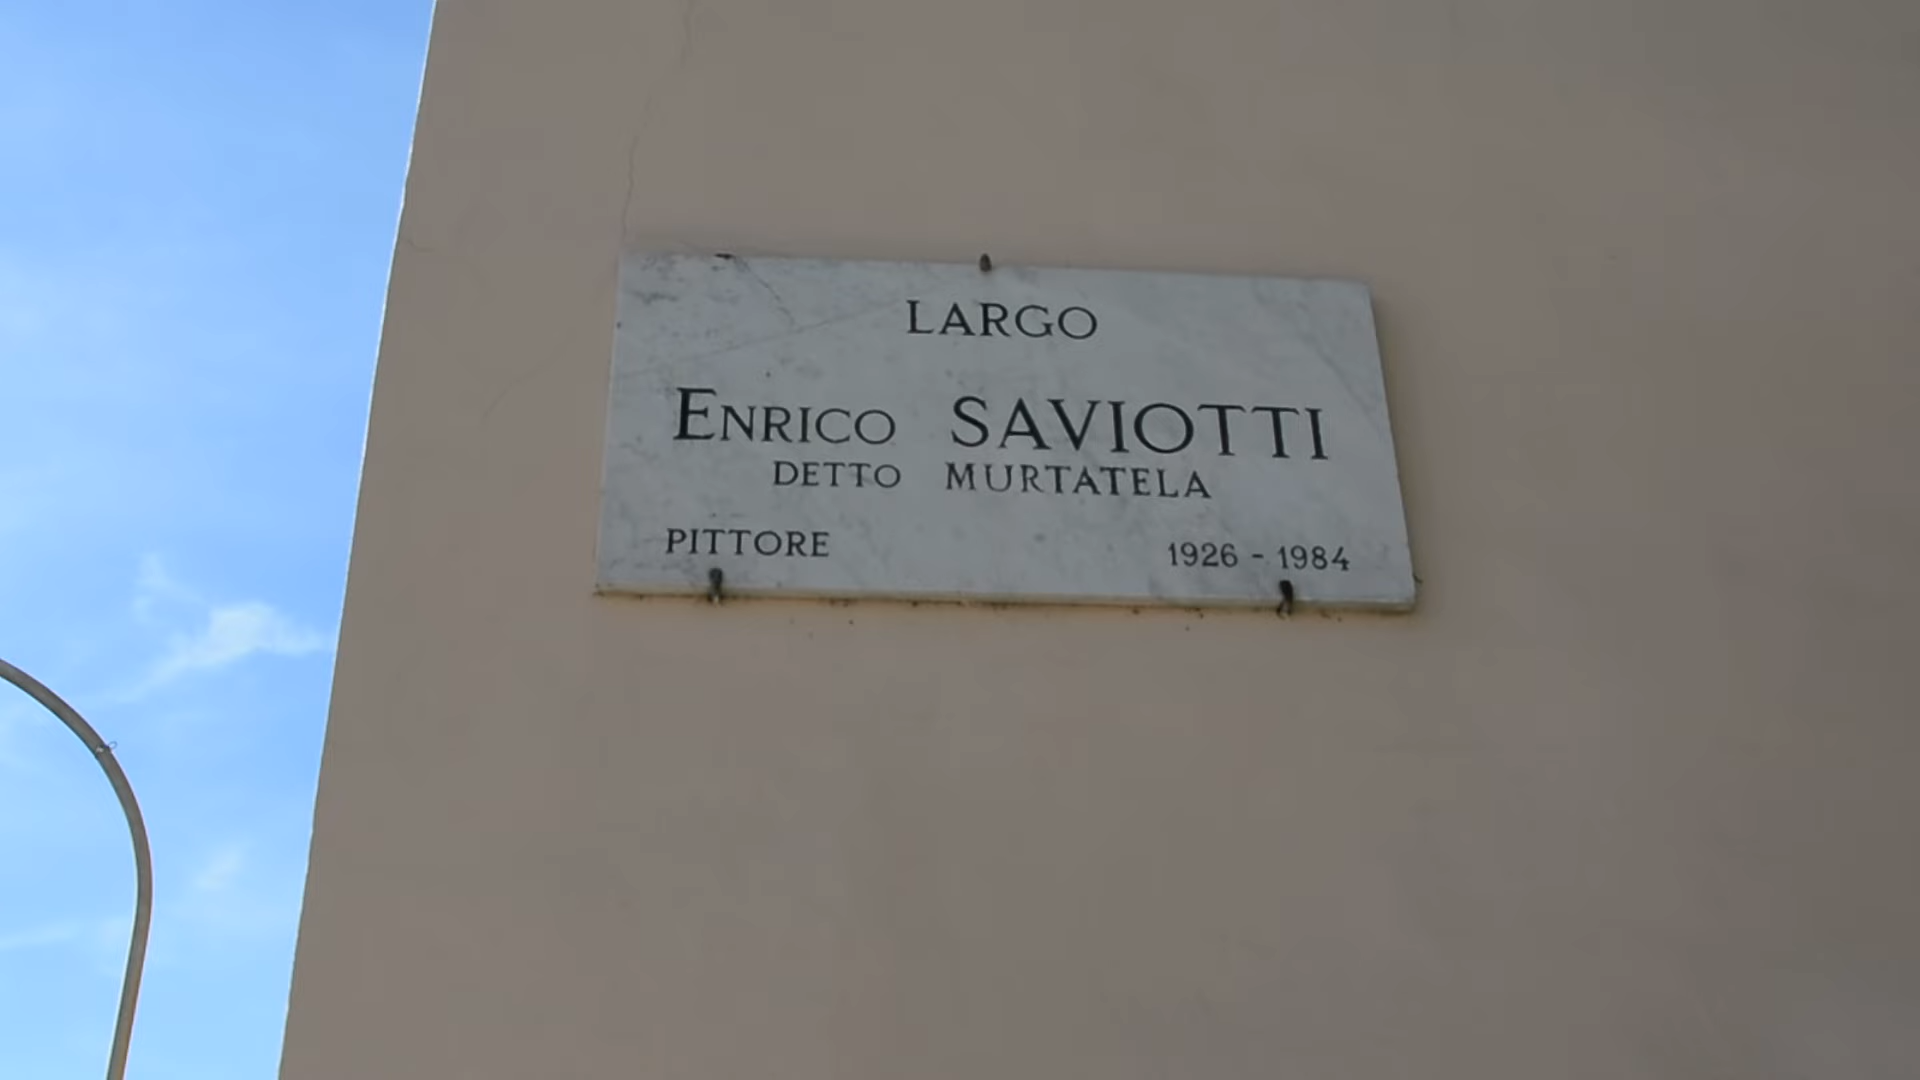 LARGO
ENRICO SAVIOTTI
DETTO MURTATELA
PITTORE 1926 - 1984